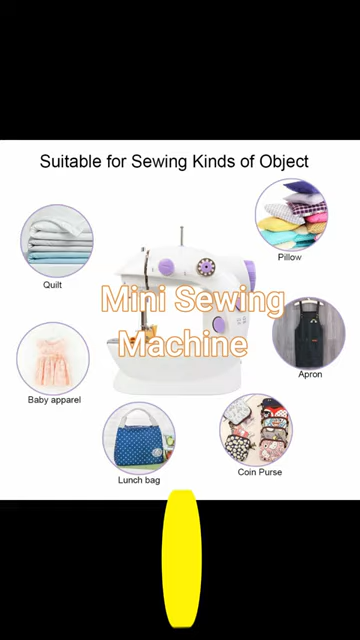 Suitable for Sewing Kinds of Object
Pillow
Quilt
Mini Sewing
Machine
Apron
Baby apparel
Coin Purse
Lunch bag